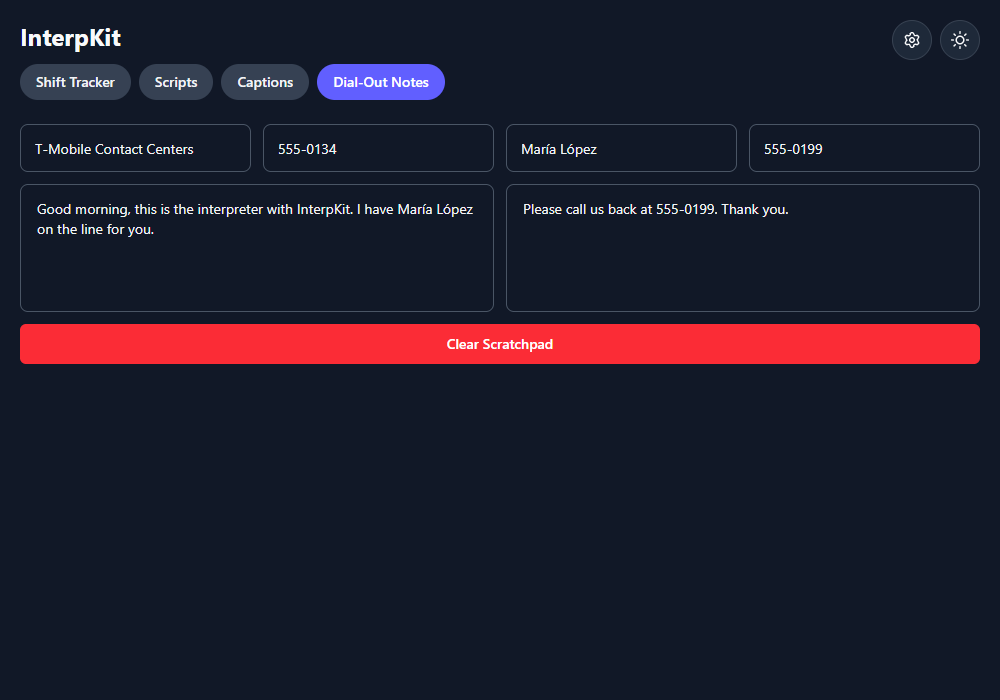 InterpKit
Shift Tracker
Scripts
Captions
Dial-Out Notes
T-Mobile Contact Centers
555-0134
María López
555-0199
Good morning, this is the interpreter with InterpKit. I have María López
on the line for you.
Please call us back at 555-0199. Thank you.
Clear Scratchpad